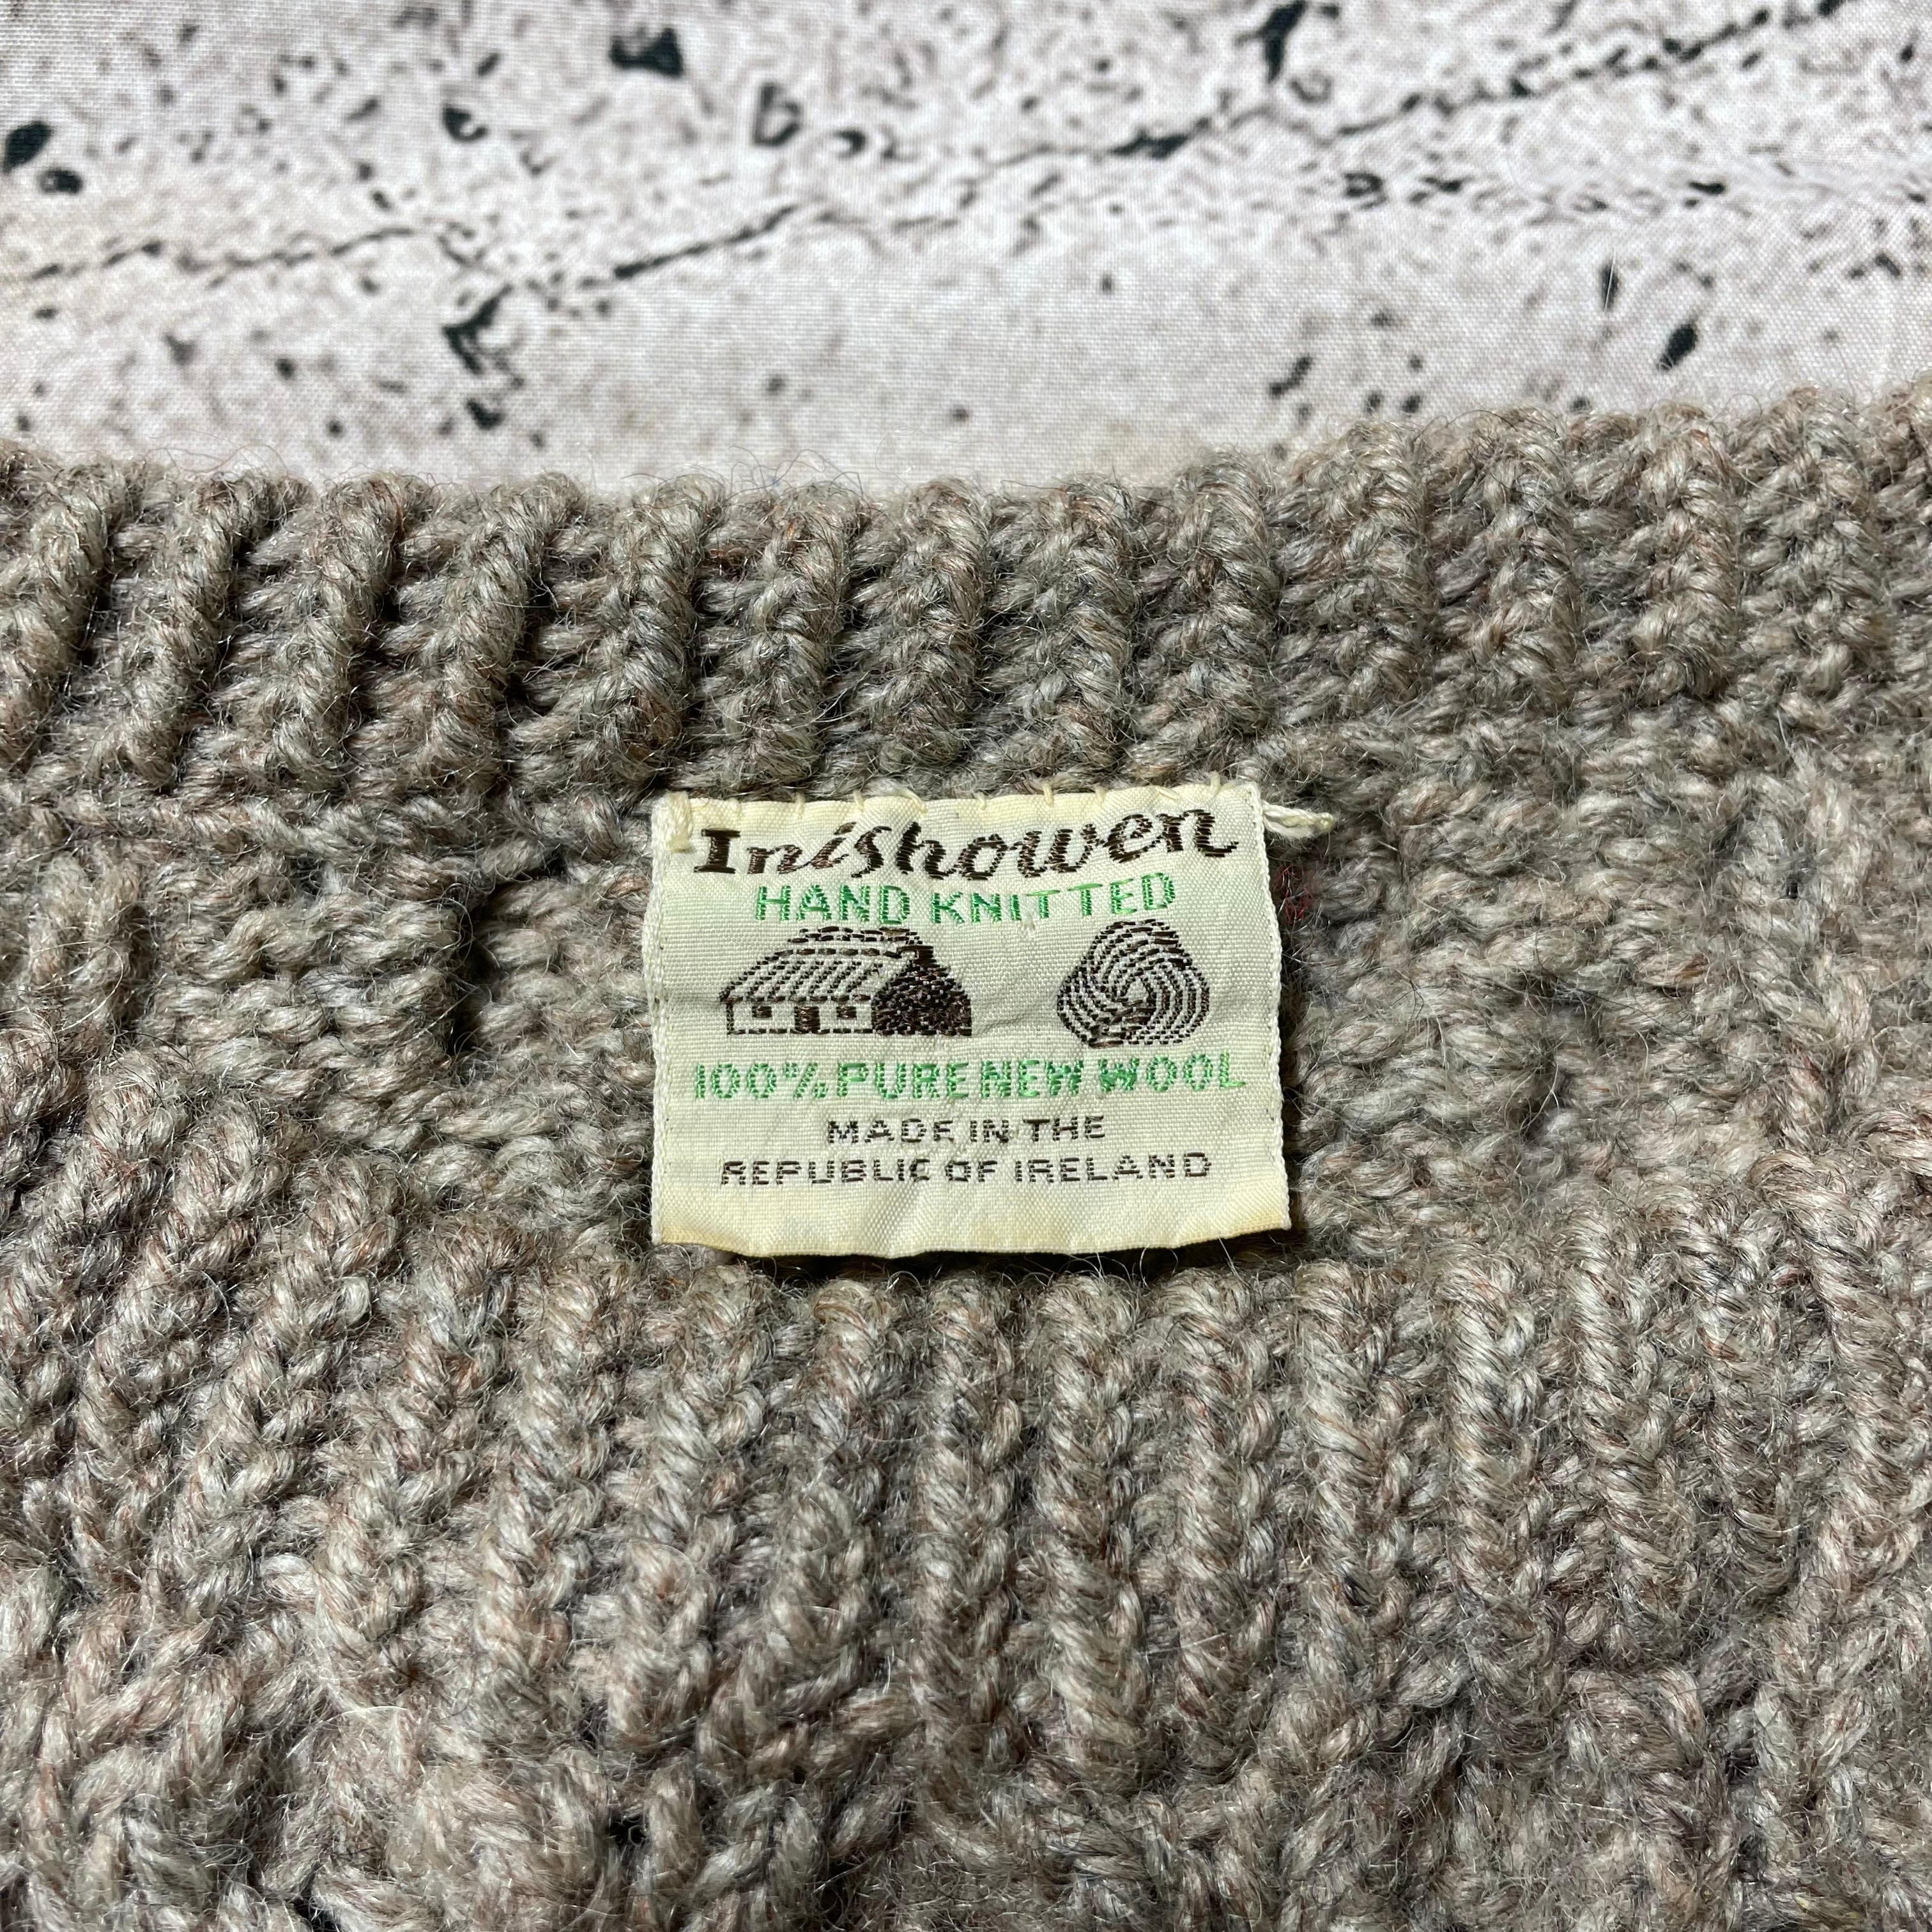 Inishowen
HAND KNITTED
100% PURE NEW WOOL
MADE IN THE
REPUBLIC OF IRELAND